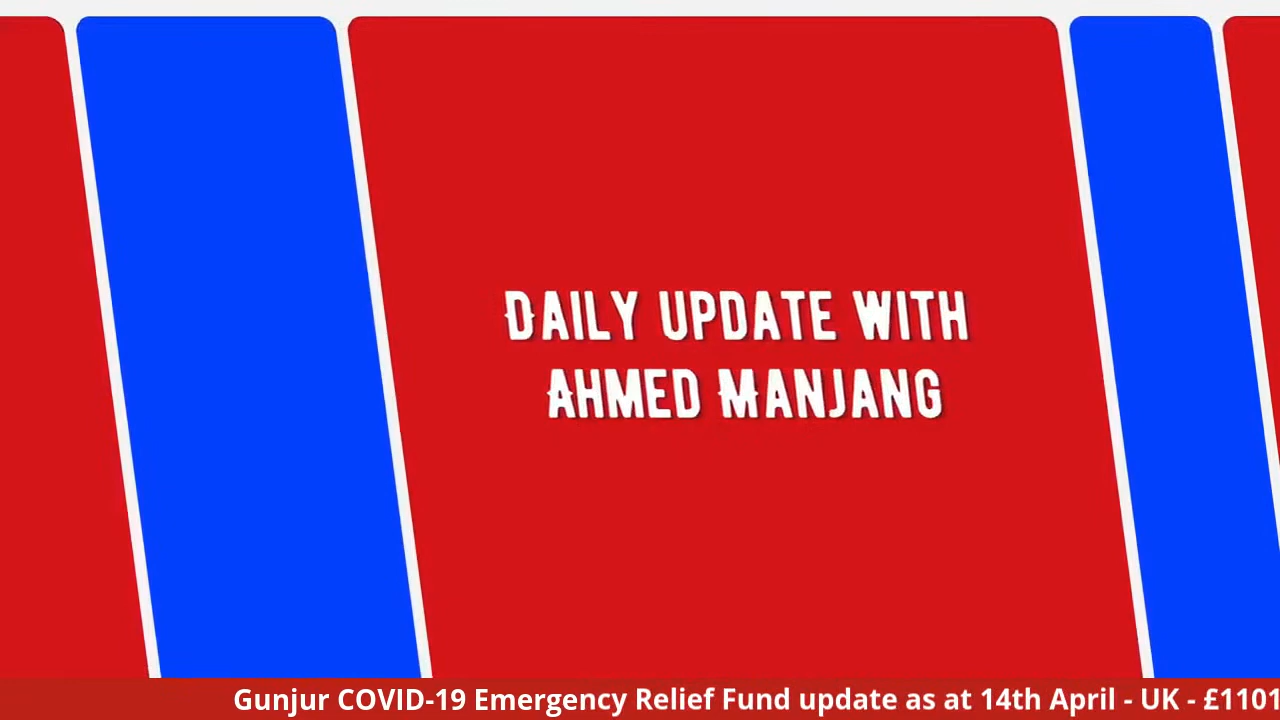 DAILY UPDATE WITH
AHMED MANJANG
Gunjur COVID-19 Emergency Relief Fund update as at 14th April - UK - £1101